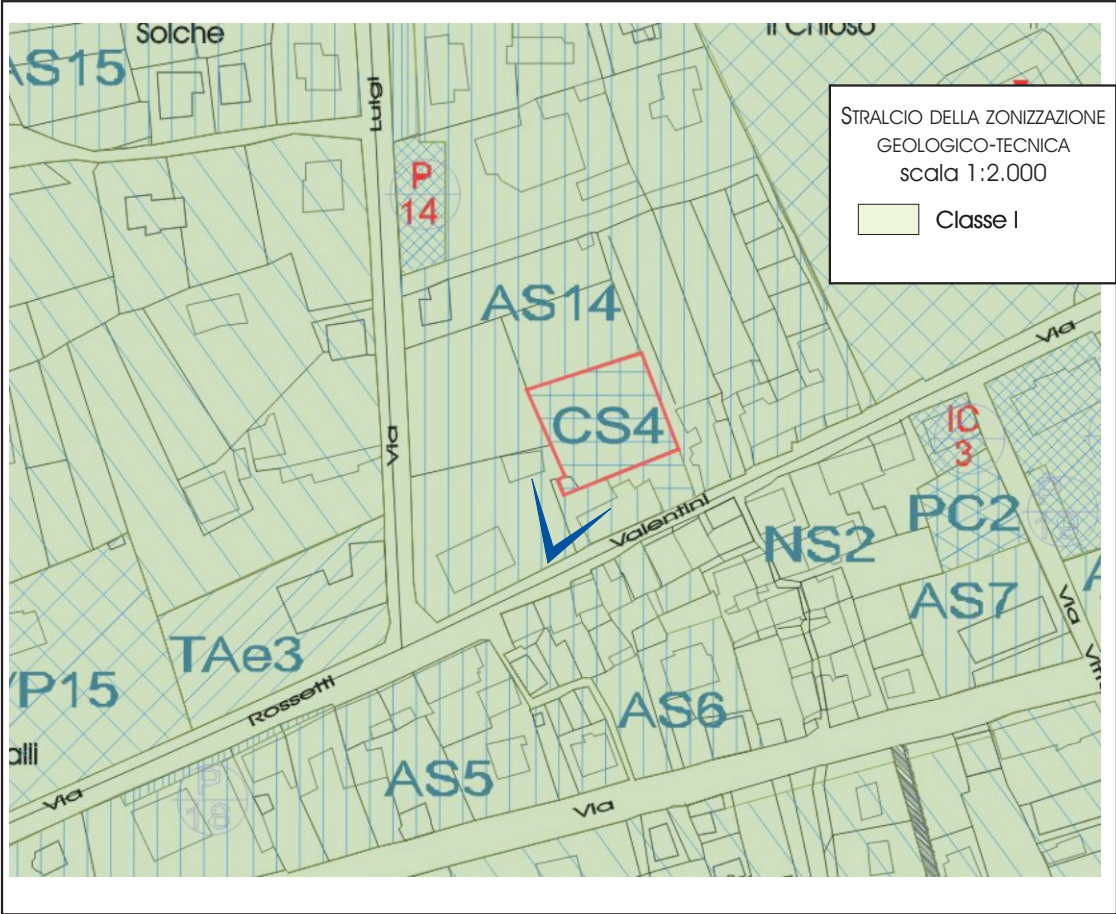 Solche
Il Chioso
AS15
Luigi
STRALCIO DELLA ZONIZZAZIONE
GEOLOGICO-TECNICA
scala 1:2.000
Classe I
P
14
AS14
Via
CS4
Via
IC
3
Valentini
NS2
PC2
AS7
Via
TAe3
P15
Rossetti
AS6
alli
AS5
P
18
Via
Via